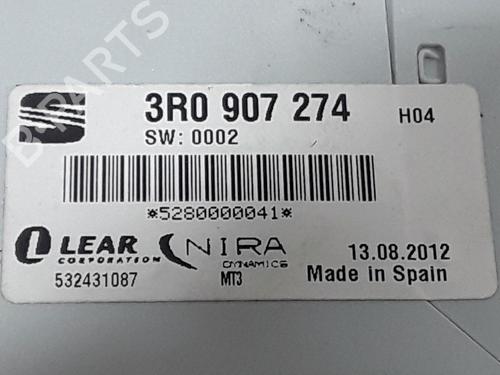 B-PARTS
3R0 907 274 H04
SW: 0002
*5280000041*
LEAR
CORPORATION
NIRA
DYNAMICS
13.08.2012
532431087 MT3 Made in Spain